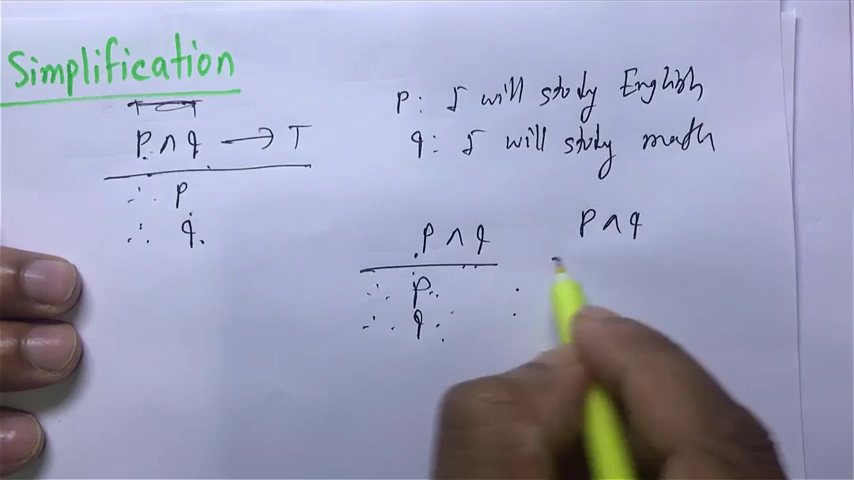 Simplification
p ∧ q → T
∴ p
∴ q.
p: I will study English
q: I will study math
p ∧ q
∴ p
∴ q
p ∧ q